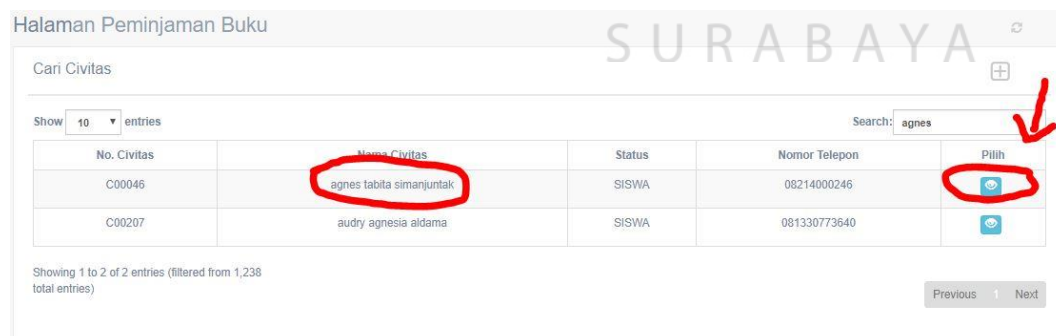 Halaman Peminjaman Buku
SURABAYA
Cari Civitas
Show 10 entries
Search: agnes
No. Civitas Nama Civitas Status Nomor Telepon Pilih
C00046 agnes tabita simanjuntak SISWA 08214000246
C00207 audry agnesia aldama SISWA 081330773640
Showing 1 to 2 of 2 entries (filtered from 1,238
total entries)
Previous 1 Next